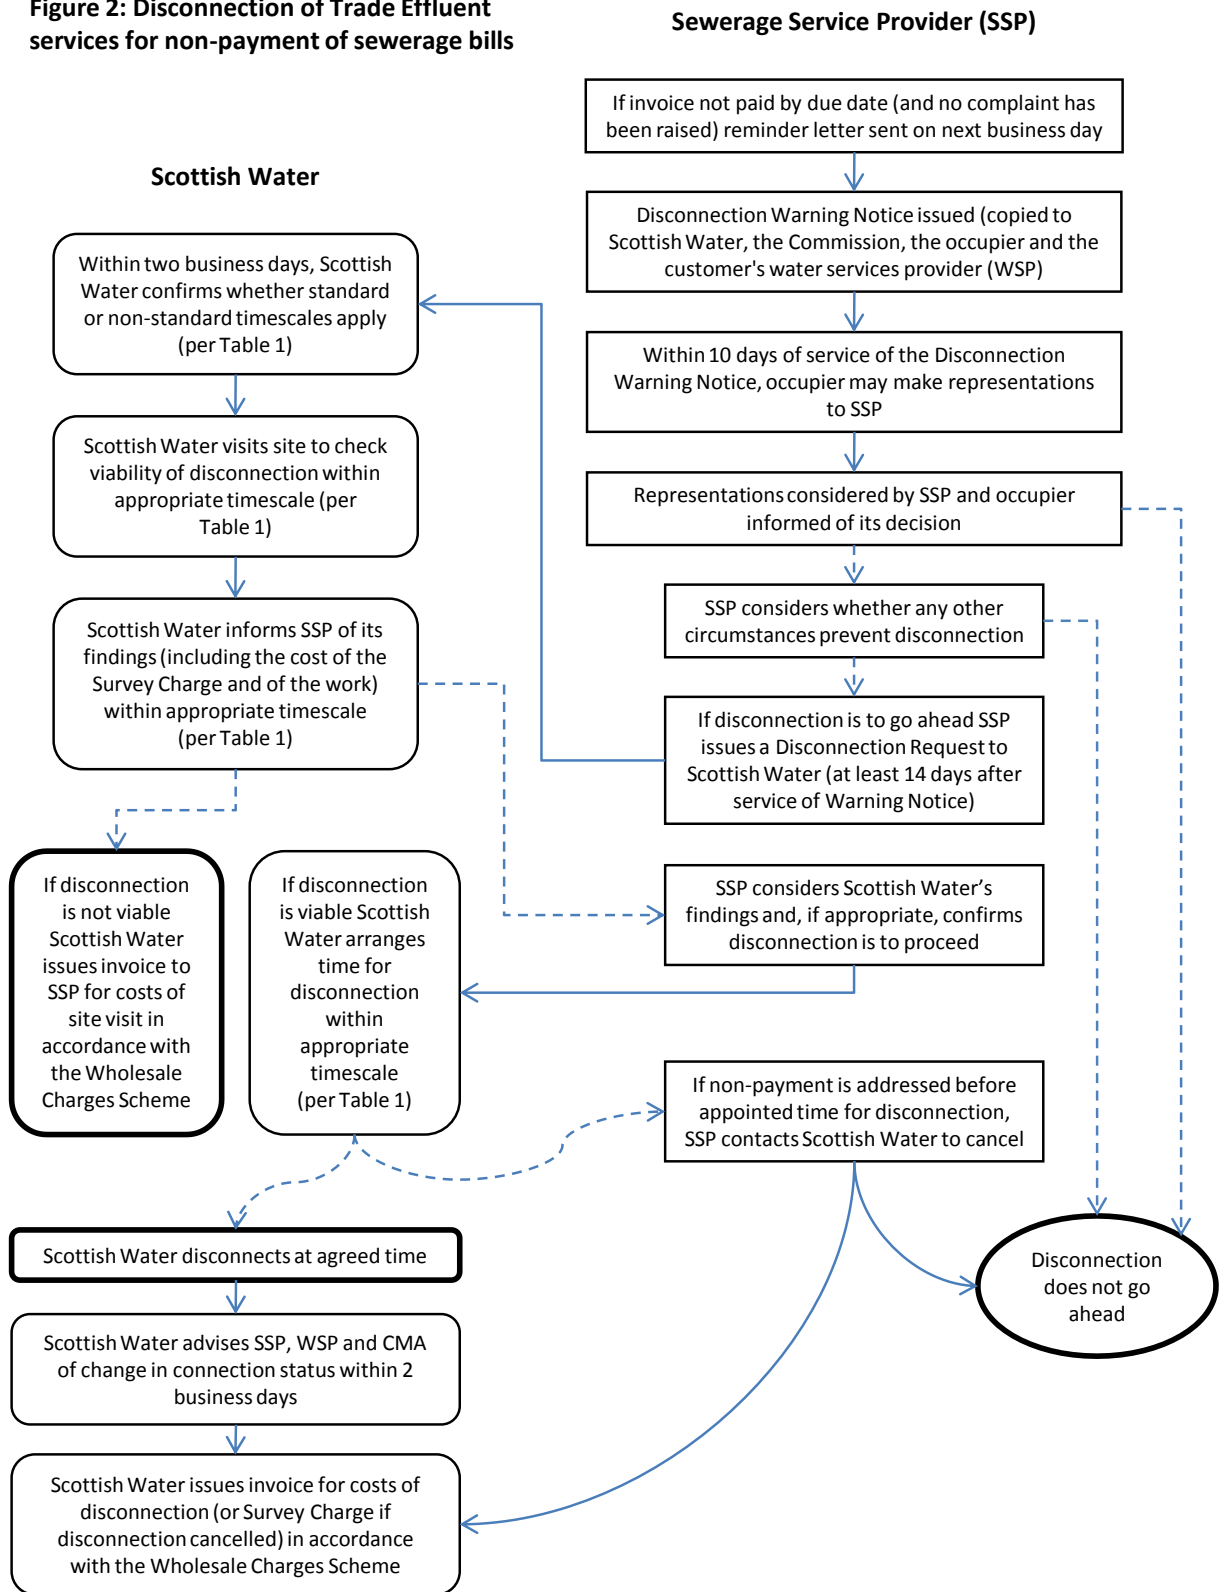 Figure 2: Disconnection of Trade Effluent
services for non-payment of sewerage bills
Sewerage Service Provider (SSP)
If invoice not paid by due date (and no complaint has
been raised) reminder letter sent on next business day
Scottish Water
Disconnection Warning Notice issued (copied to
Scottish Water, the Commission, the occupier and the
customer's water services provider (WSP)
Within two business days, Scottish
Water confirms whether standard
or non-standard timescales apply
(per Table 1)
Within 10 days of service of the Disconnection
Warning Notice, occupier may make representations
to SSP
Scottish Water visits site to check
viability of disconnection within
appropriate timescale (per
Table 1)
Representations considered by SSP and occupier
informed of its decision
SSP considers whether any other
circumstances prevent disconnection
Scottish Water informs SSP of its
findings (including the cost of the
Survey Charge and of the work)
within appropriate timescale
(per Table 1)
If disconnection is to go ahead SSP
issues a Disconnection Request to
Scottish Water (at least 14 days after
service of Warning Notice)
If disconnection
is not viable
Scottish Water
issues invoice to
SSP for costs of
site visit in
accordance with
the Wholesale
Charges Scheme
If disconnection
is viable Scottish
Water arranges
time for
disconnection
within
appropriate
timescale
(per Table 1)
SSP considers Scottish Water’s
findings and, if appropriate, confirms
disconnection is to proceed
If non-payment is addressed before
appointed time for disconnection,
SSP contacts Scottish Water to cancel
Scottish Water disconnects at agreed time
Disconnection
does not go
ahead
Scottish Water advises SSP, WSP and CMA
of change in connection status within 2
business days
Scottish Water issues invoice for costs of
disconnection (or Survey Charge if
disconnection cancelled) in accordance
with the Wholesale Charges Scheme